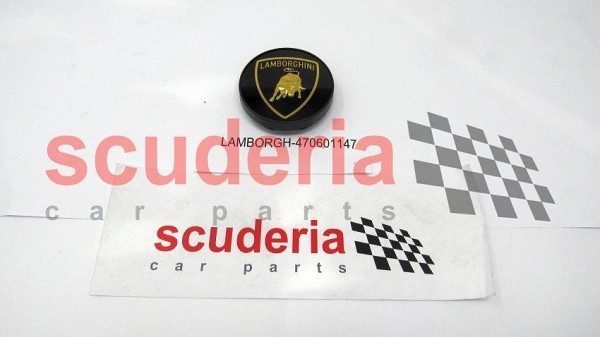 LAMBORGHINI
LAMBORGH-470601147
scuderia
car parts
scuderia
car parts